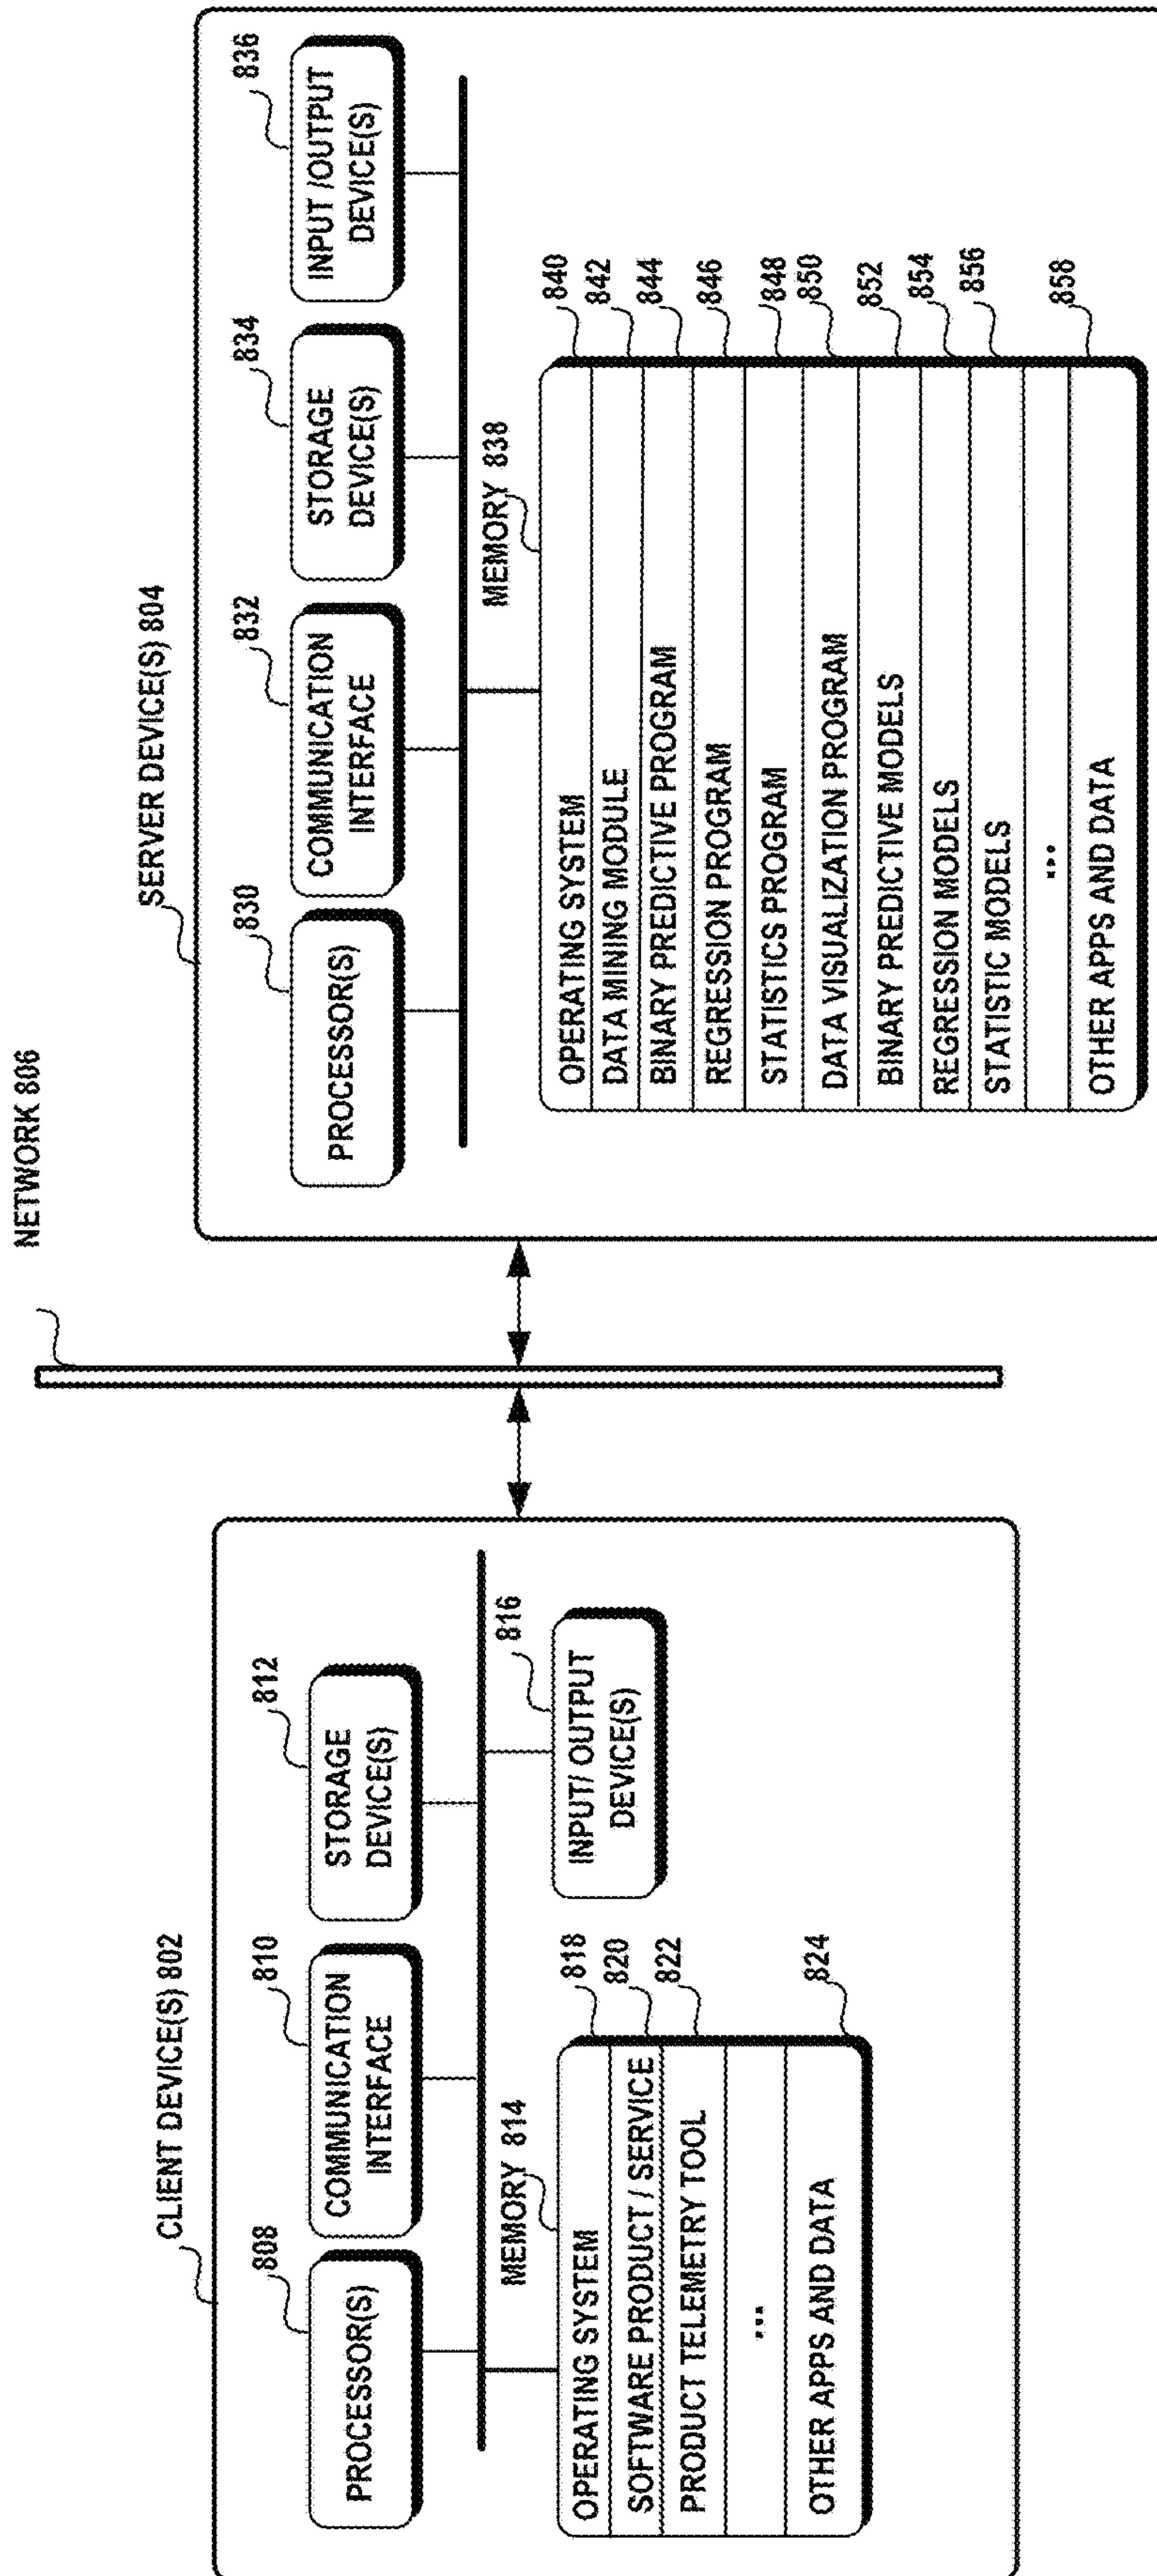 NETWORK 806
CLIENT DEVICE(S) 802
808
PROCESSOR(S)
810
COMMUNICATION
INTERFACE
812
STORAGE
DEVICE(S)
MEMORY 814
816
INPUT/ OUTPUT
DEVICE(S)
OPERATING SYSTEM
818
SOFTWARE PRODUCT / SERVICE
820
PRODUCT TELEMETRY TOOL
822
...
OTHER APPS AND DATA
824
SERVER DEVICE(S) 804
830
PROCESSOR(S)
832
COMMUNICATION
INTERFACE
834
STORAGE
DEVICE(S)
836
INPUT /OUTPUT
DEVICE(S)
MEMORY 838
OPERATING SYSTEM
840
DATA MINING MODULE
842
BINARY PREDICTIVE PROGRAM
844
REGRESSION PROGRAM
846
STATISTICS PROGRAM
848
DATA VISUALIZATION PROGRAM
850
BINARY PREDICTIVE MODELS
852
REGRESSION MODELS
854
STATISTIC MODELS
856
...
OTHER APPS AND DATA
858